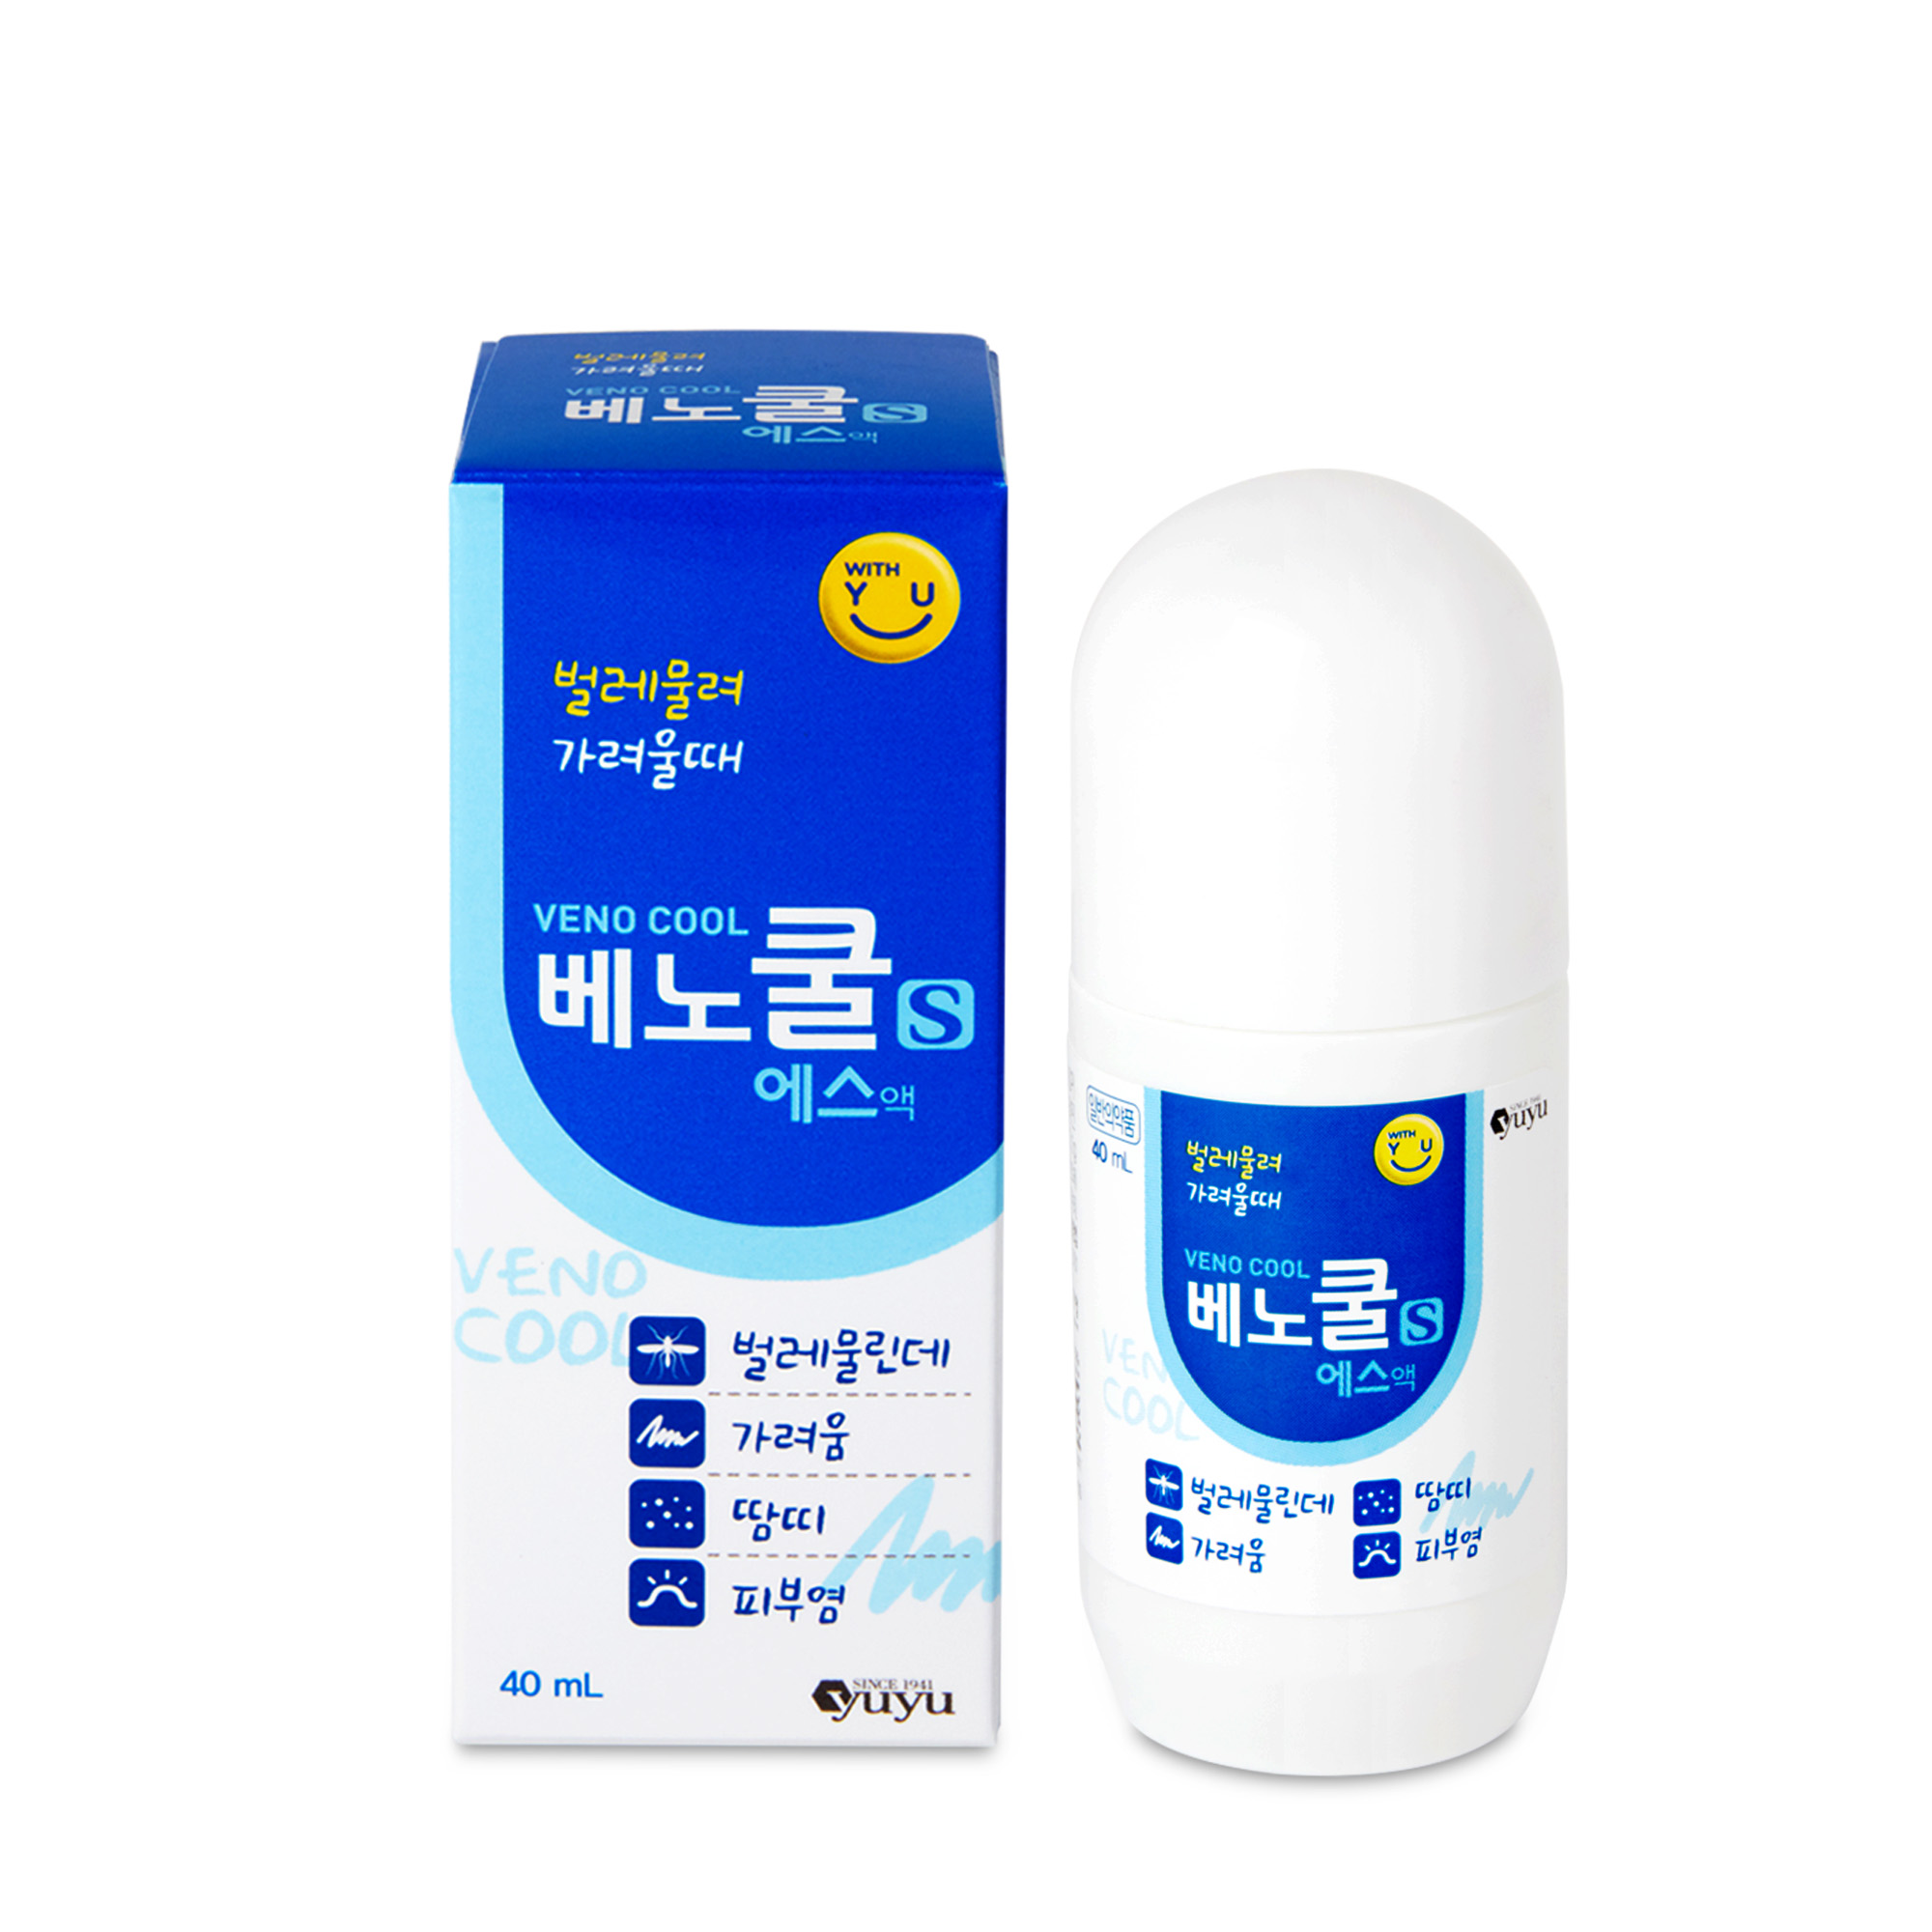 벌레물려
가려울때
VENO COOL
베노쿨 S
에스액
WITH
Y U
벌레물려
가려울때
VENO COOL
베노쿨 S
에스액
VENO
COOL
벌레물린데
가려움
땀띠
피부염
40 mL
SINCE 1941
yuyu
일반의약품
40 mL
SINCE 1941
yuyu
WITH
Y U
벌레물려
가려울때
VENO COOL
베노쿨 S
에스액
VEN
COOL
벌레물린데
가려움
땀띠
피부염